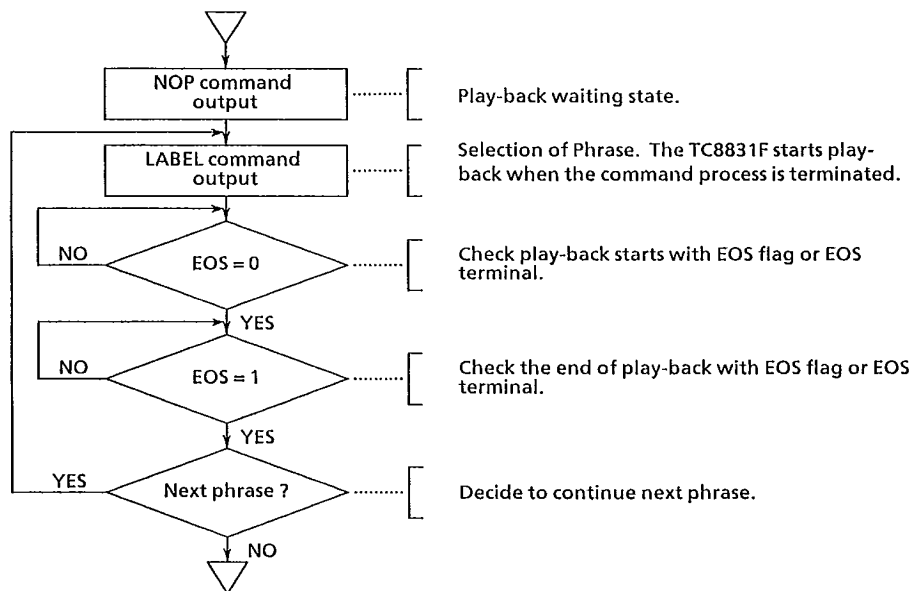 NOP command
output
Play-back waiting state.
LABEL command
output
Selection of Phrase. The TC8831F starts play-
back when the command process is terminated.
NO
EOS = 0
Check play-back starts with EOS flag or EOS
terminal.
YES
NO
EOS = 1
Check the end of play-back with EOS flag or EOS
terminal.
YES
YES
Next phrase ?
Decide to continue next phrase.
NO